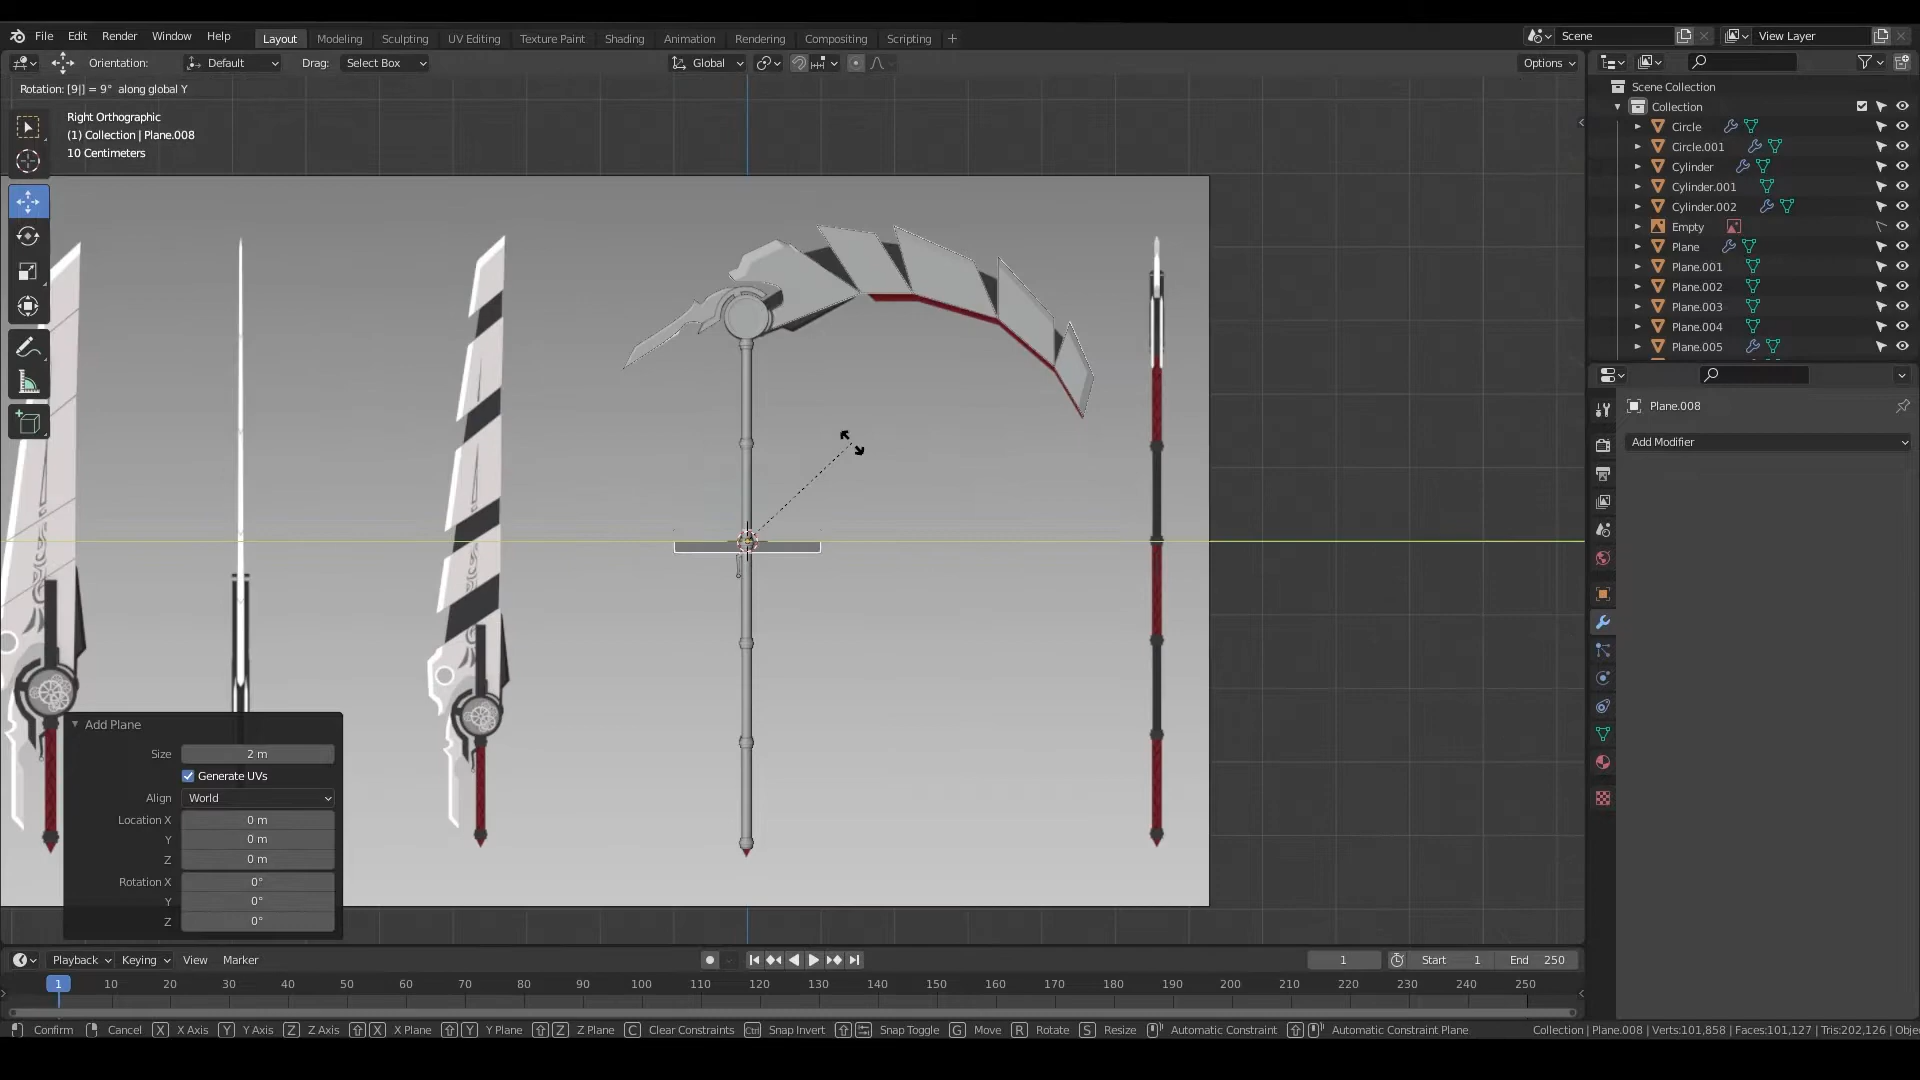 File Edit Render Window Help Layout Modeling Sculpting UV Editing Texture Paint Shading Animation Rendering Compositing Scripting Scene View Layer
Orientation: Default Drag: Select Box Global Options
Rotation: [9|] = 9° along global Y
Right Orthographic
(1) Collection | Plane.008
10 Centimeters
Scene Collection
Collection
Circle
Circle.001
Cylinder
Cylinder.001
Cylinder.002
Empty
Plane
Plane.001
Plane.002
Plane.003
Plane.004
Plane.005
Plane.008
Add Modifier
Add Plane
Size 2 m
Generate UVs
Align World
Location X 0 m
Y 0 m
Z 0 m
Rotation X 0°
Y 0°
Z 0°
Playback Keying View Marker 1 Start 1 End 250
1 10 20 30 40 50 60 70 80 90 100 110 120 130 140 150 160 170 180 190 200 210 220 230 240 250
Confirm Cancel X X Axis Y Y Axis Z Z Axis X X Plane Y Y Plane Z Z Plane C Clear Constraints Ctrl Snap Invert Snap Toggle G Move R Rotate S Resize Automatic Constraint Automatic Constraint Plane Collection | Plane.008 | Verts:101,858 | Faces:101,127 | Tris:202,126 | Obje